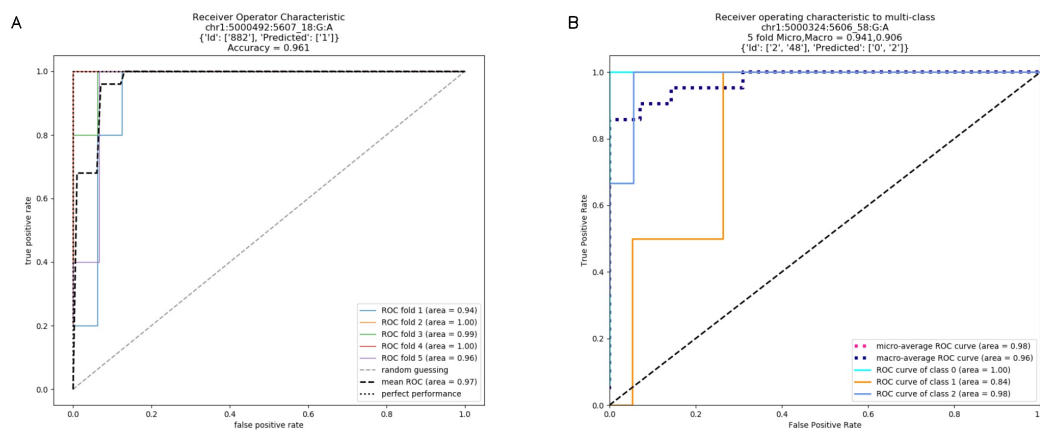 A
Receiver Operator Characteristic
chr1:5000492:5607_18:G:A
{'Id': ['882'], 'Predicted': ['1']}
Accuracy = 0.961
1.0
0.8
0.6
0.4
0.2
0.0
true positive rate
0.0 0.2 0.4 0.6 0.8 1.0
false positive rate
ROC fold 1 (area = 0.94)
ROC fold 2 (area = 1.00)
ROC fold 3 (area = 0.99)
ROC fold 4 (area = 1.00)
ROC fold 5 (area = 0.96)
random guessing
mean ROC (area = 0.97)
perfect performance
B
Receiver operating characteristic to multi-class
chr1:5000324:5606_58:G:A
5 fold Micro,Macro = 0.941,0.906
{'Id': ['2', '48'], 'Predicted': ['0', '2']}
1.0
0.8
0.6
0.4
0.2
0.0
True Positive Rate
0.0 0.2 0.4 0.6 0.8 1.0
False Positive Rate
micro-average ROC curve (area = 0.98)
macro-average ROC curve (area = 0.96)
ROC curve of class 0 (area = 1.00)
ROC curve of class 1 (area = 0.84)
ROC curve of class 2 (area = 0.98)